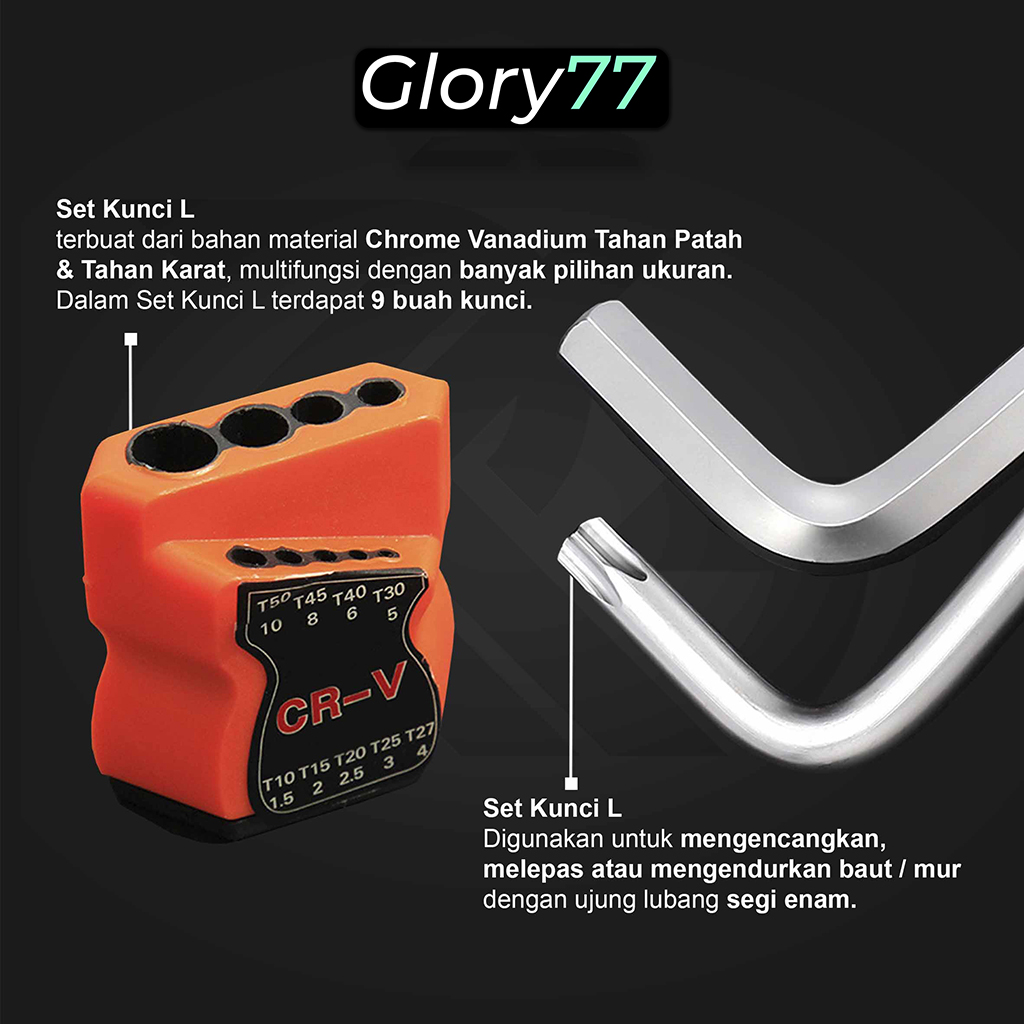 Glory77
Set Kunci L
terbuat dari bahan material Chrome Vanadium Tahan Patah
& Tahan Karat, multifungsi dengan banyak pilihan ukuran.
Dalam Set Kunci L terdapat 9 buah kunci.
T50 T45 T40 T30
10 8 6 5
CR-V
T10 T15 T20 T25 T27
1.5 2 2.5 3 4
Set Kunci L
Digunakan untuk mengencangkan,
melepas atau mengendurkan baut / mur
dengan ujung lubang segi enam.